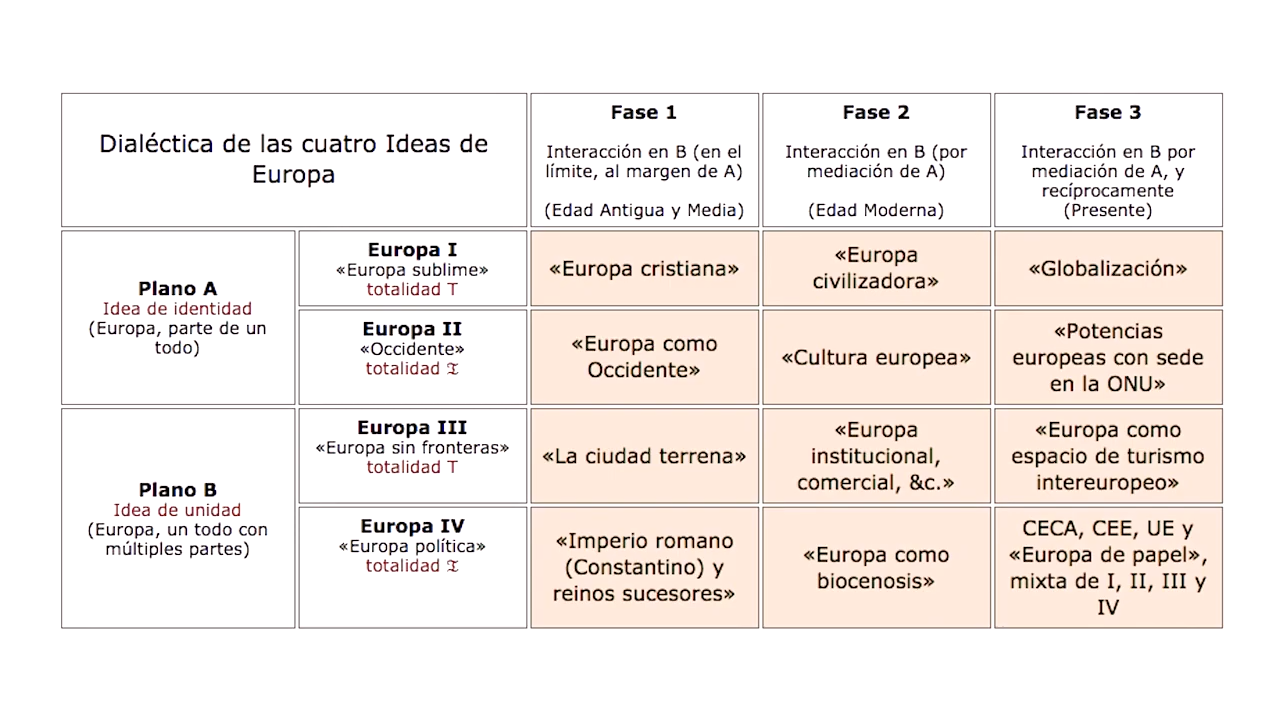 Dialéctica de las cuatro Ideas de
Europa
Fase 1
Interacción en B (en el
límite, al margen de A)
(Edad Antigua y Media)
Fase 2
Interacción en B (por
mediación de A)
(Edad Moderna)
Fase 3
Interacción en B por
mediación de A, y
recíprocamente
(Presente)
Plano A
Idea de identidad
(Europa, parte de un
todo)
Europa I
«Europa sublime»
totalidad T
«Europa cristiana»
«Europa
civilizadora»
«Globalización»
Europa II
«Occidente»
totalidad 𝔗
«Europa como
Occidente»
«Cultura europea»
«Potencias
europeas con sede
en la ONU»
Plano B
Idea de unidad
(Europa, un todo con
múltiples partes)
Europa III
«Europa sin fronteras»
totalidad T
«La ciudad terrena»
«Europa
institucional,
comercial, &c.»
«Europa como
espacio de turismo
intereuropeo»
Europa IV
«Europa política»
totalidad 𝔗
«Imperio romano
(Constantino) y
reinos sucesores»
«Europa como
biocenosis»
CECA, CEE, UE y
«Europa de papel»,
mixta de I, II, III y
IV